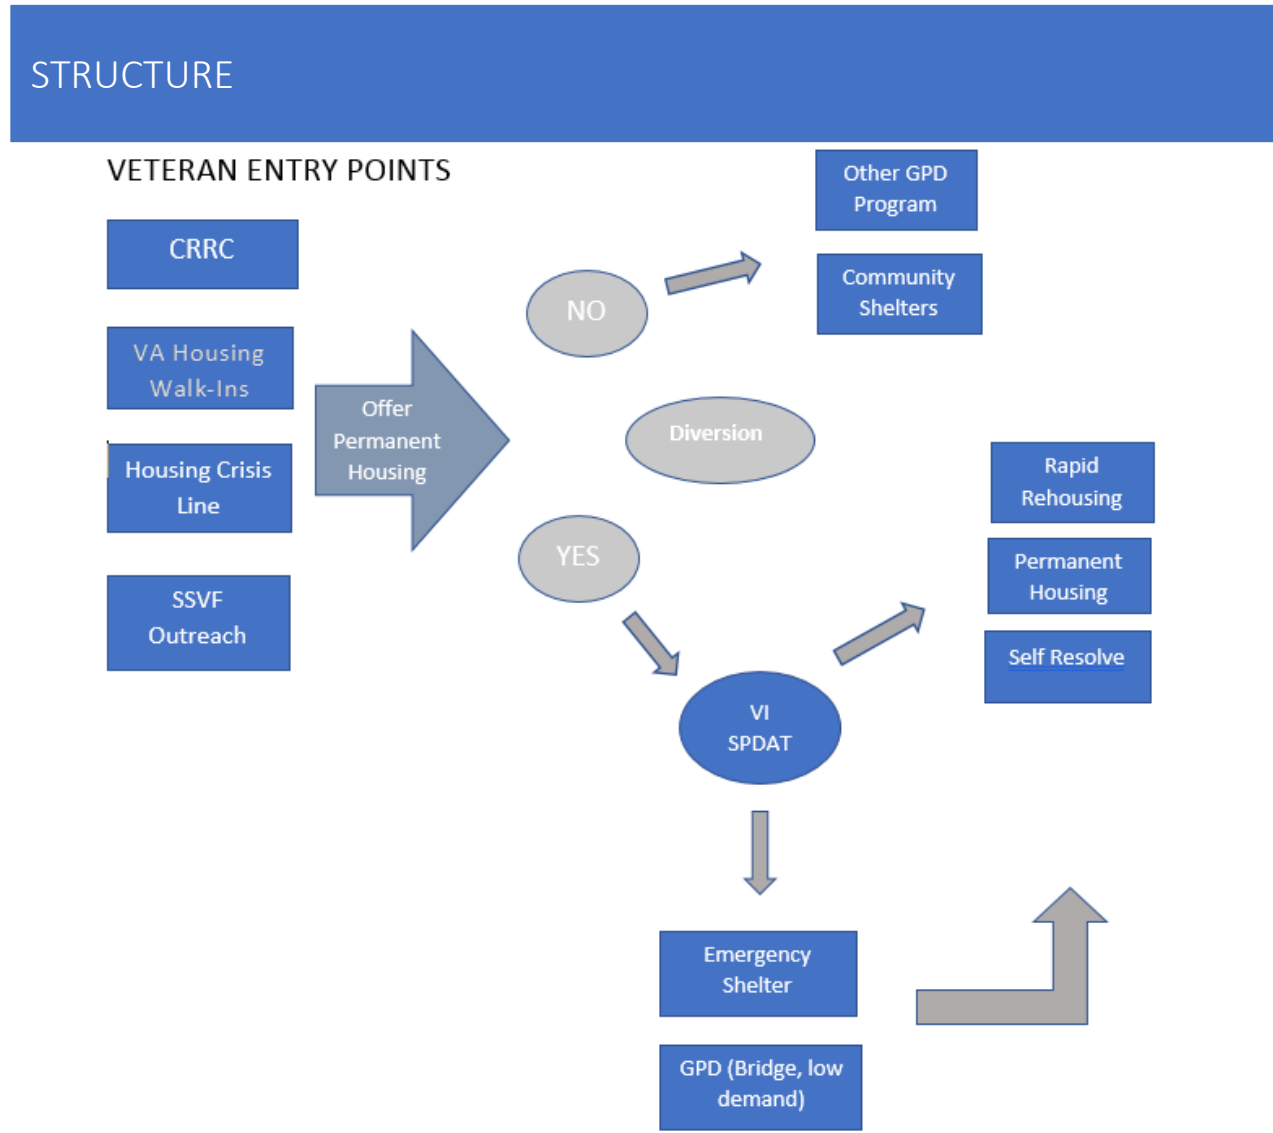 STRUCTURE
VETERAN ENTRY POINTS
CRRC
VA Housing
Walk-Ins
Housing Crisis
Line
SSVF
Outreach
Offer
Permanent
Housing
NO
Diversion
YES
Other GPD
Program
Community
Shelters
VI
SPDAT
Rapid
Rehousing
Permanent
Housing
Self Resolve
Emergency
Shelter
GPD (Bridge, low
demand)